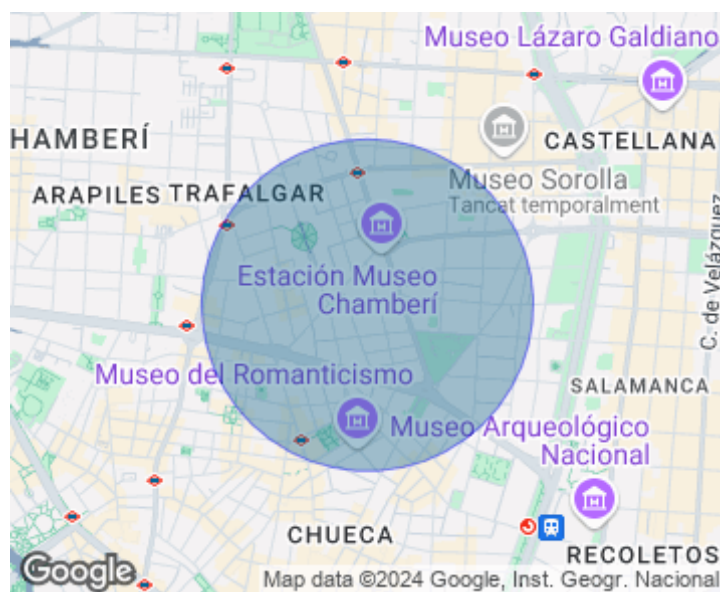 Museo Lázaro Galdiano
HAMBERÍ
CASTELLANA
Museo Sorolla
Tancat temporalment
ARAPILES
TRAFALGAR
C. de Velázquez
Estación Museo
Chamberí
Museo del Romanticismo
SALAMANCA
Museo Arqueológico
Nacional
CHUECA
RECOLETOS
Google
Map data ©2024 Google, Inst. Geogr. Nacional